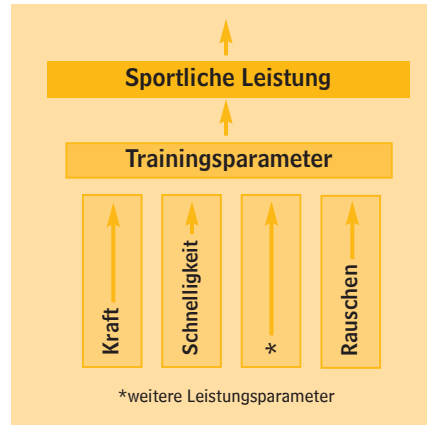 Sportliche Leistung
Trainingsparameter
Kraft
Schnelligkeit
*
Rauschen
*weitere Leistungsparameter